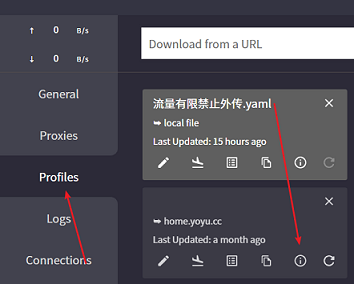 ↑ 0 B/s
↓ 0 B/s
Download from a URL
General
Proxies
Profiles
Logs
Connections
流量有限禁止外传.yaml
local file
Last Updated: 15 hours ago
home.yoyu.cc
Last Updated: a month ago